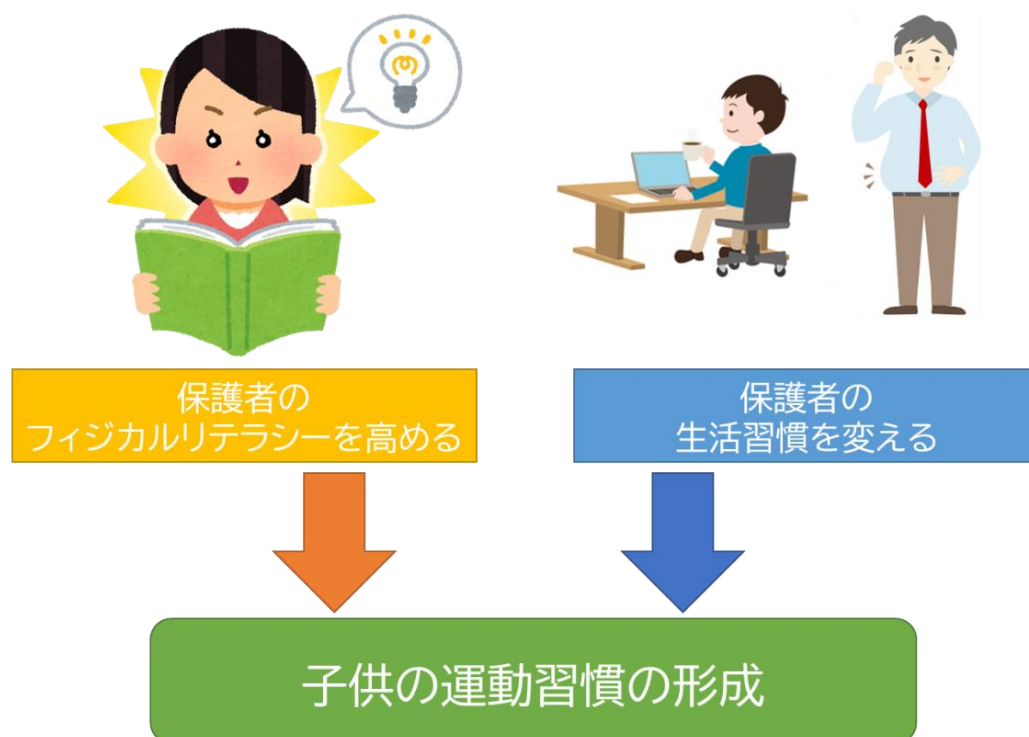 保護者の
フィジカルリテラシーを高める
保護者の
生活習慣を変える
子供の運動習慣の形成